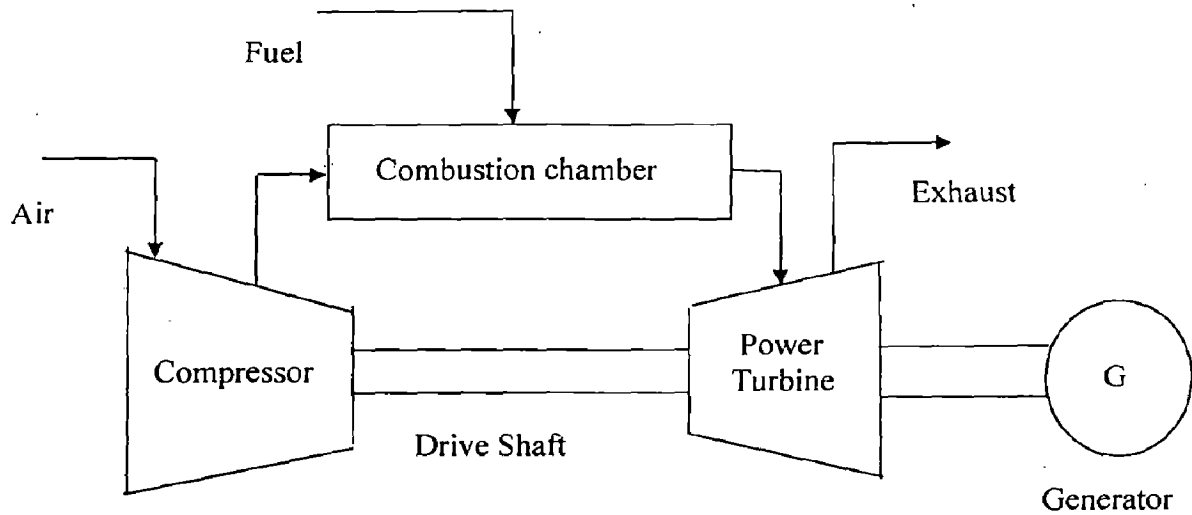 Fuel
Combustion chamber
Air
Exhaust
Compressor
Power
Turbine
G
Drive Shaft
Generator